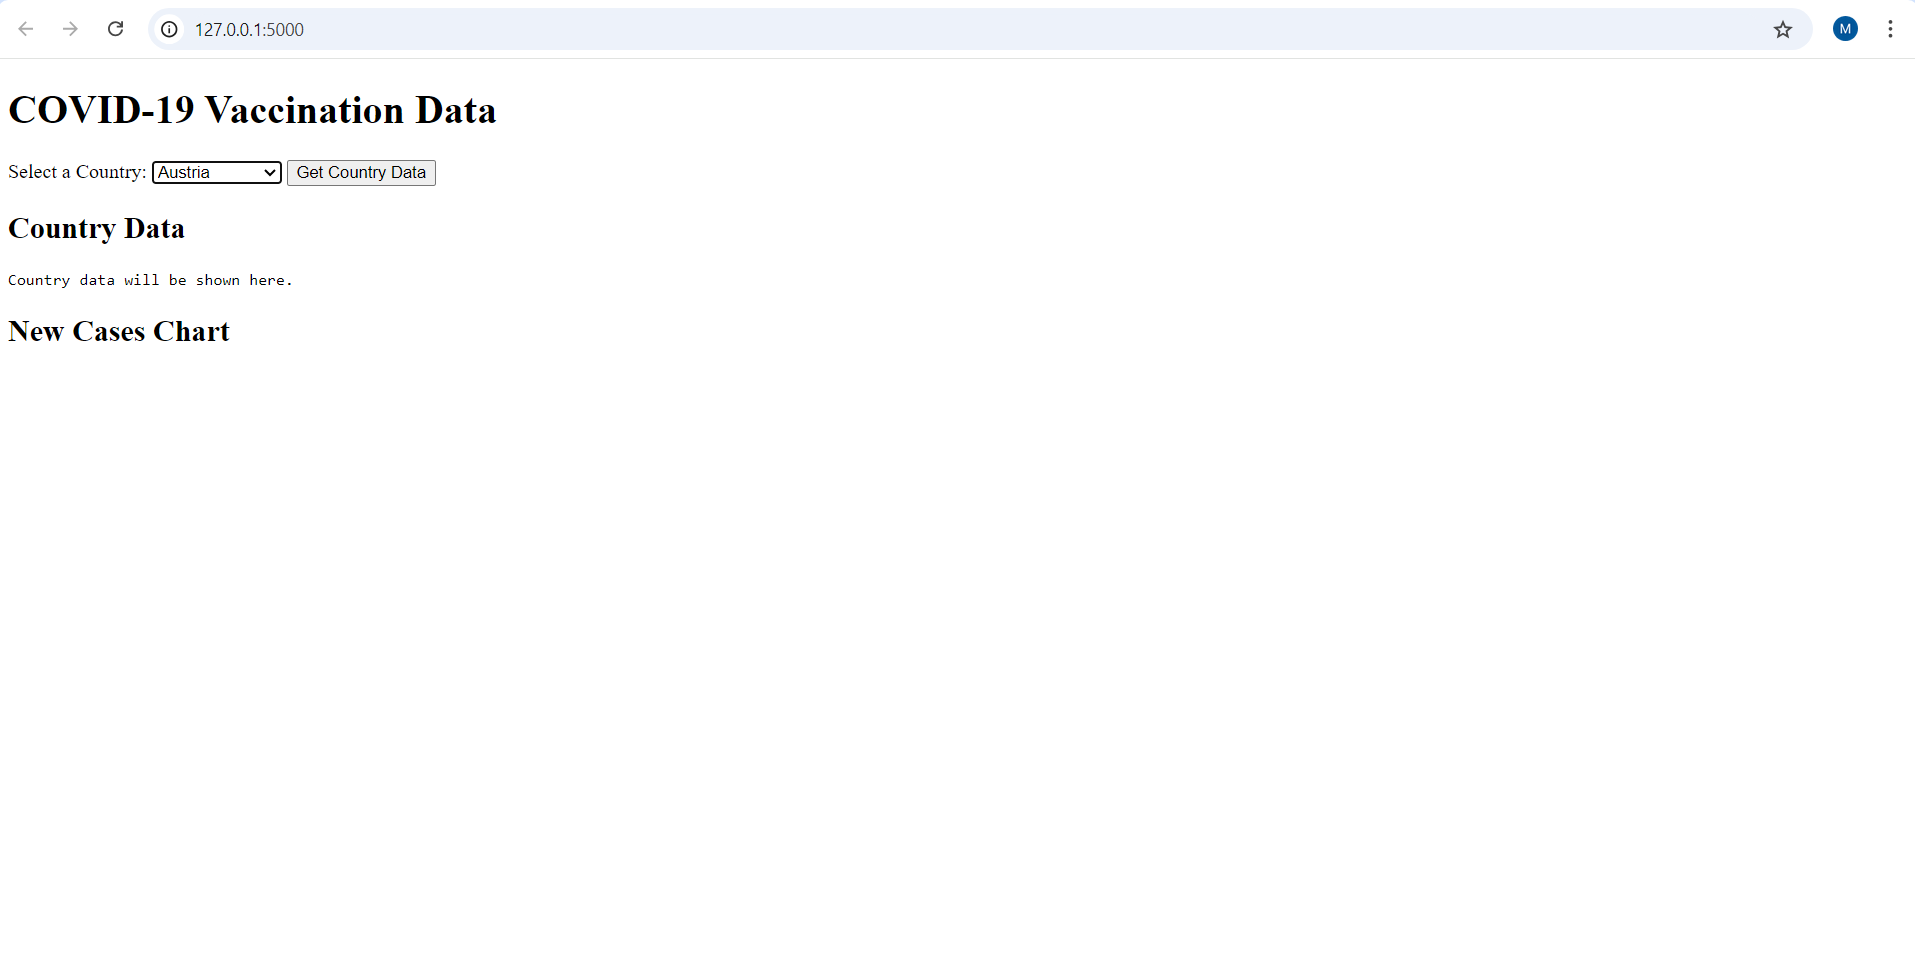 127.0.0.1:5000
M
COVID-19 Vaccination Data
Select a Country: Austria Get Country Data
Country Data
Country data will be shown here.
New Cases Chart